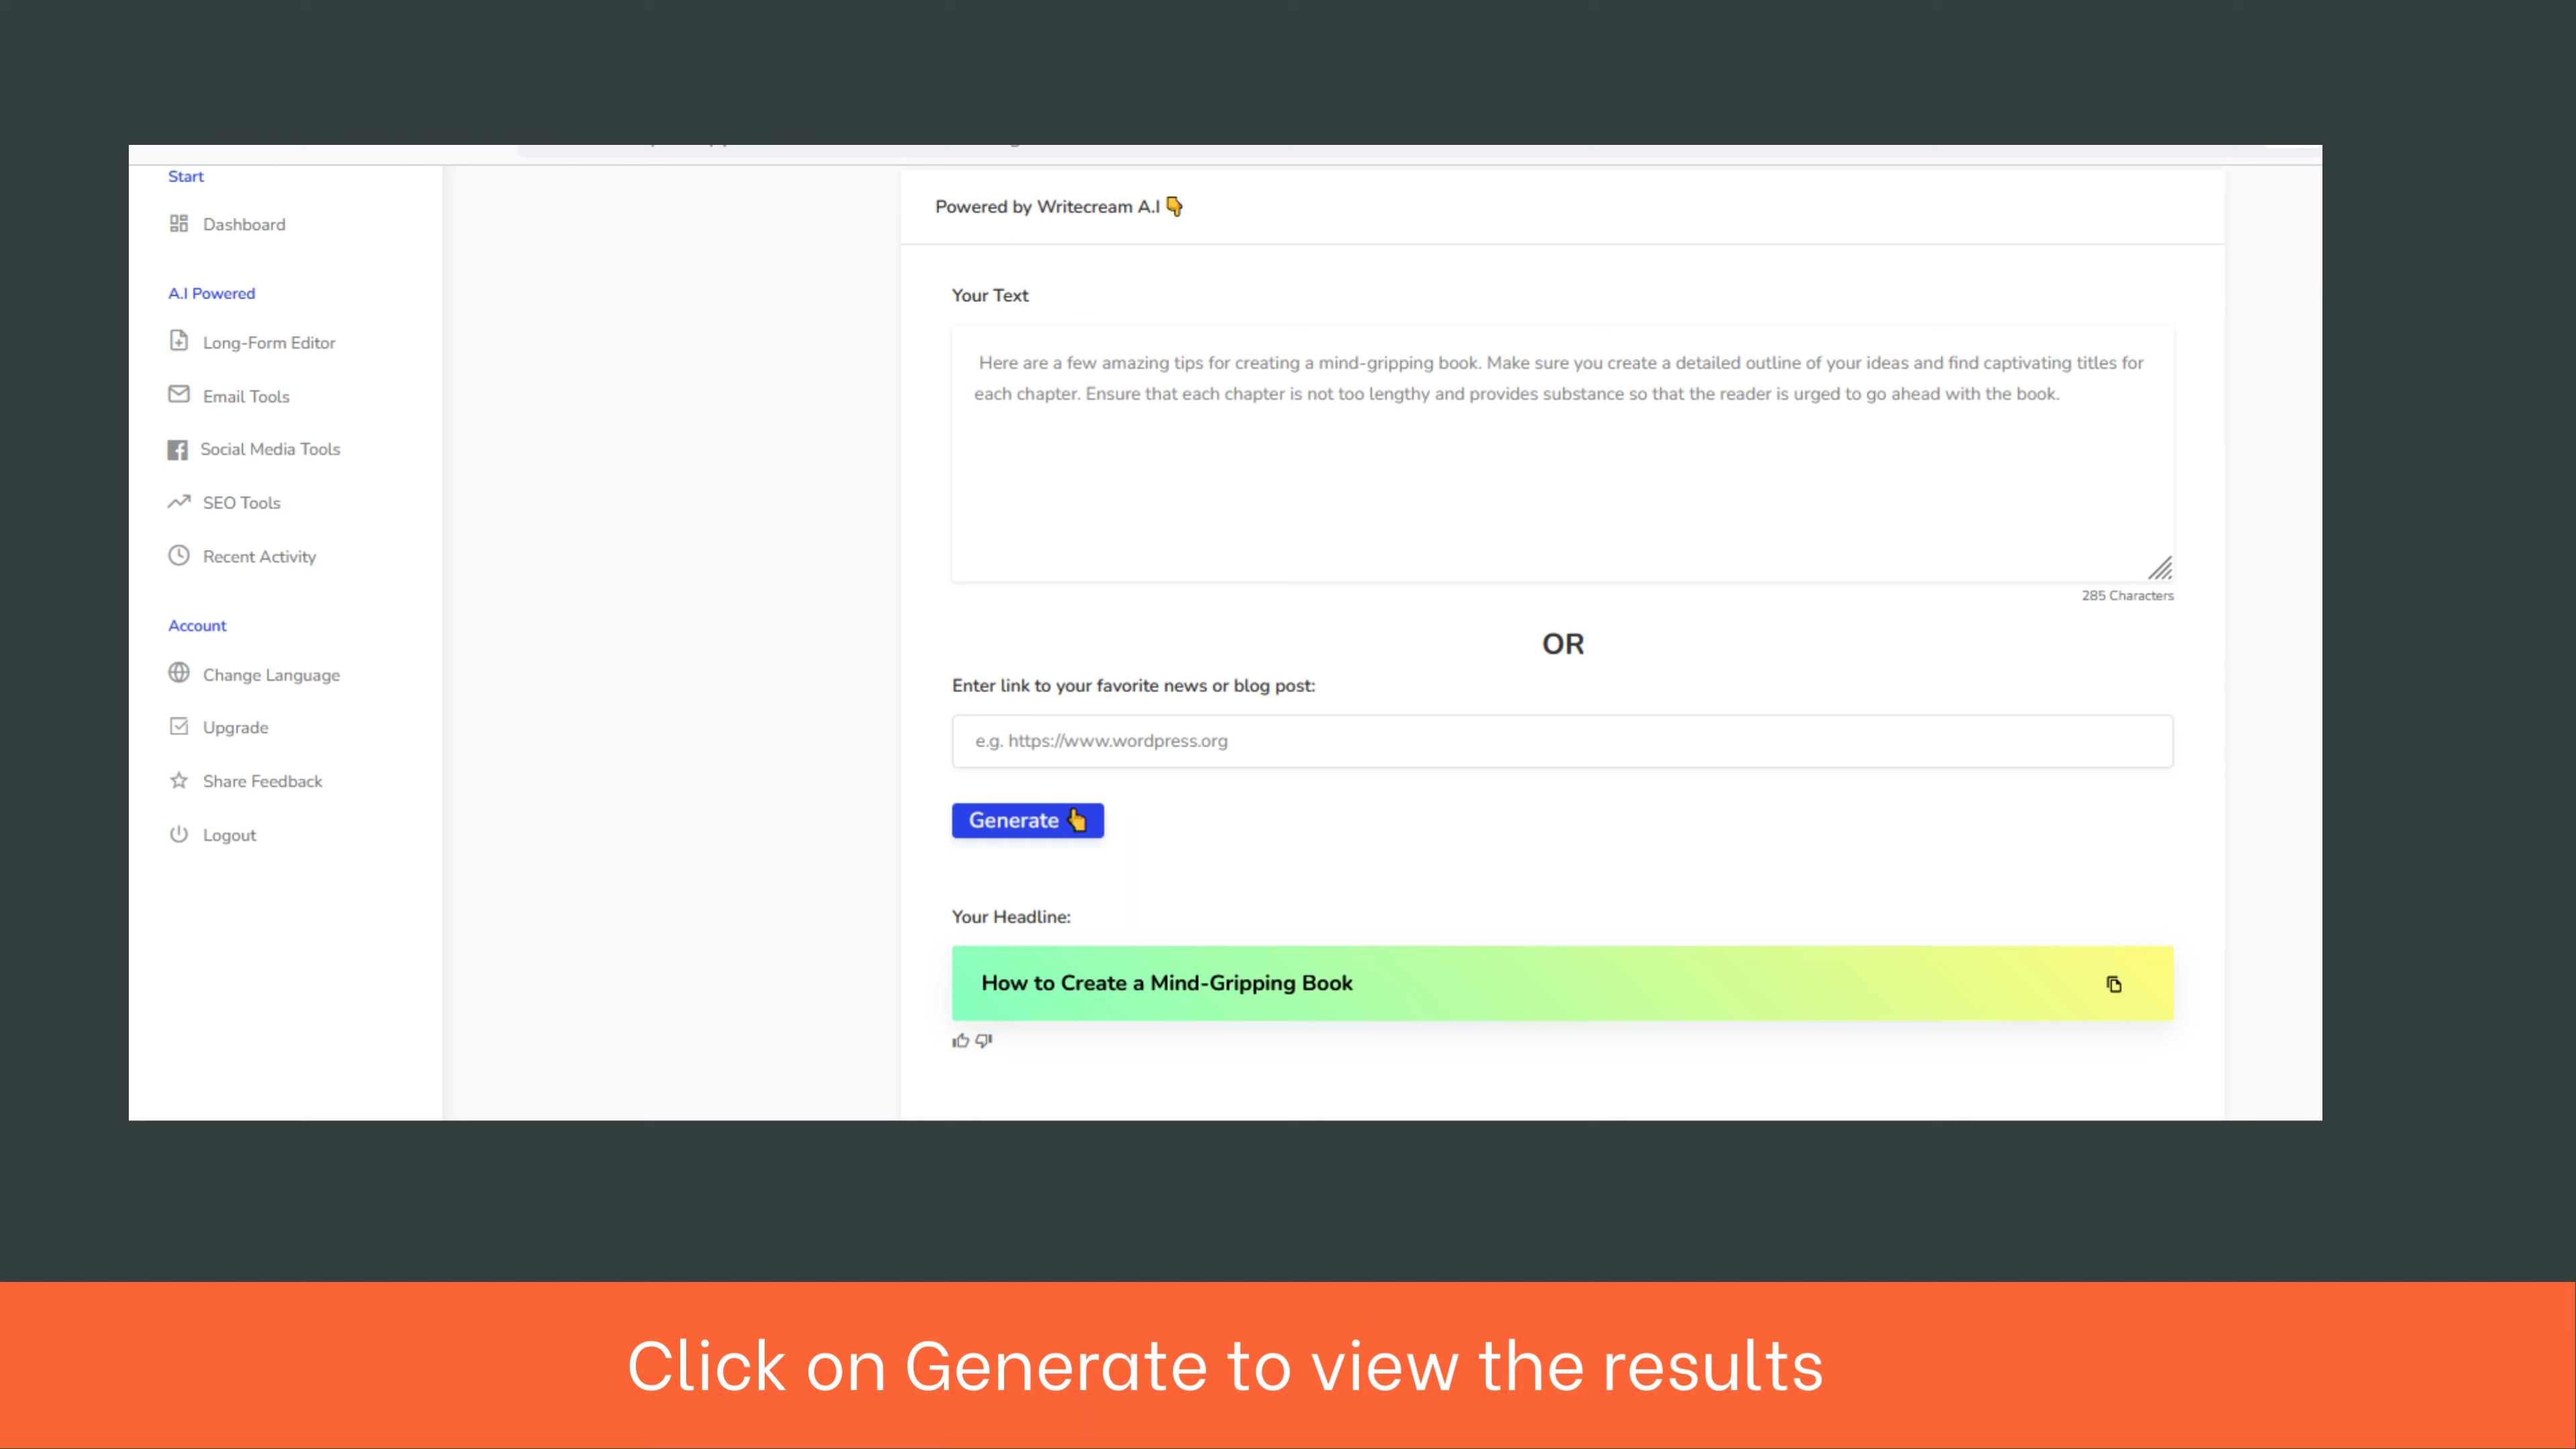 Start
Dashboard
A.I Powered
Long-Form Editor
Email Tools
Social Media Tools
SEO Tools
Recent Activity
Account
Change Language
Upgrade
Share Feedback
Logout
Powered by Writecream A.I
Your Text
Here are a few amazing tips for creating a mind-gripping book. Make sure you create a detailed outline of your ideas and find captivating titles for
each chapter. Ensure that each chapter is not too lengthy and provides substance so that the reader is urged to go ahead with the book.
285 Characters
OR
Enter link to your favorite news or blog post:
e.g. https://www.wordpress.org
Generate
Your Headline:
How to Create a Mind-Gripping Book
Click on Generate to view the results